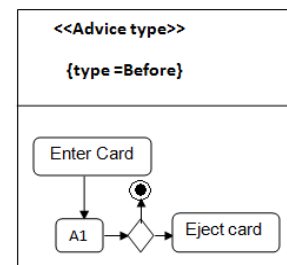 <<Advice type>>
{type =Before}
Enter Card
A1
Eject card